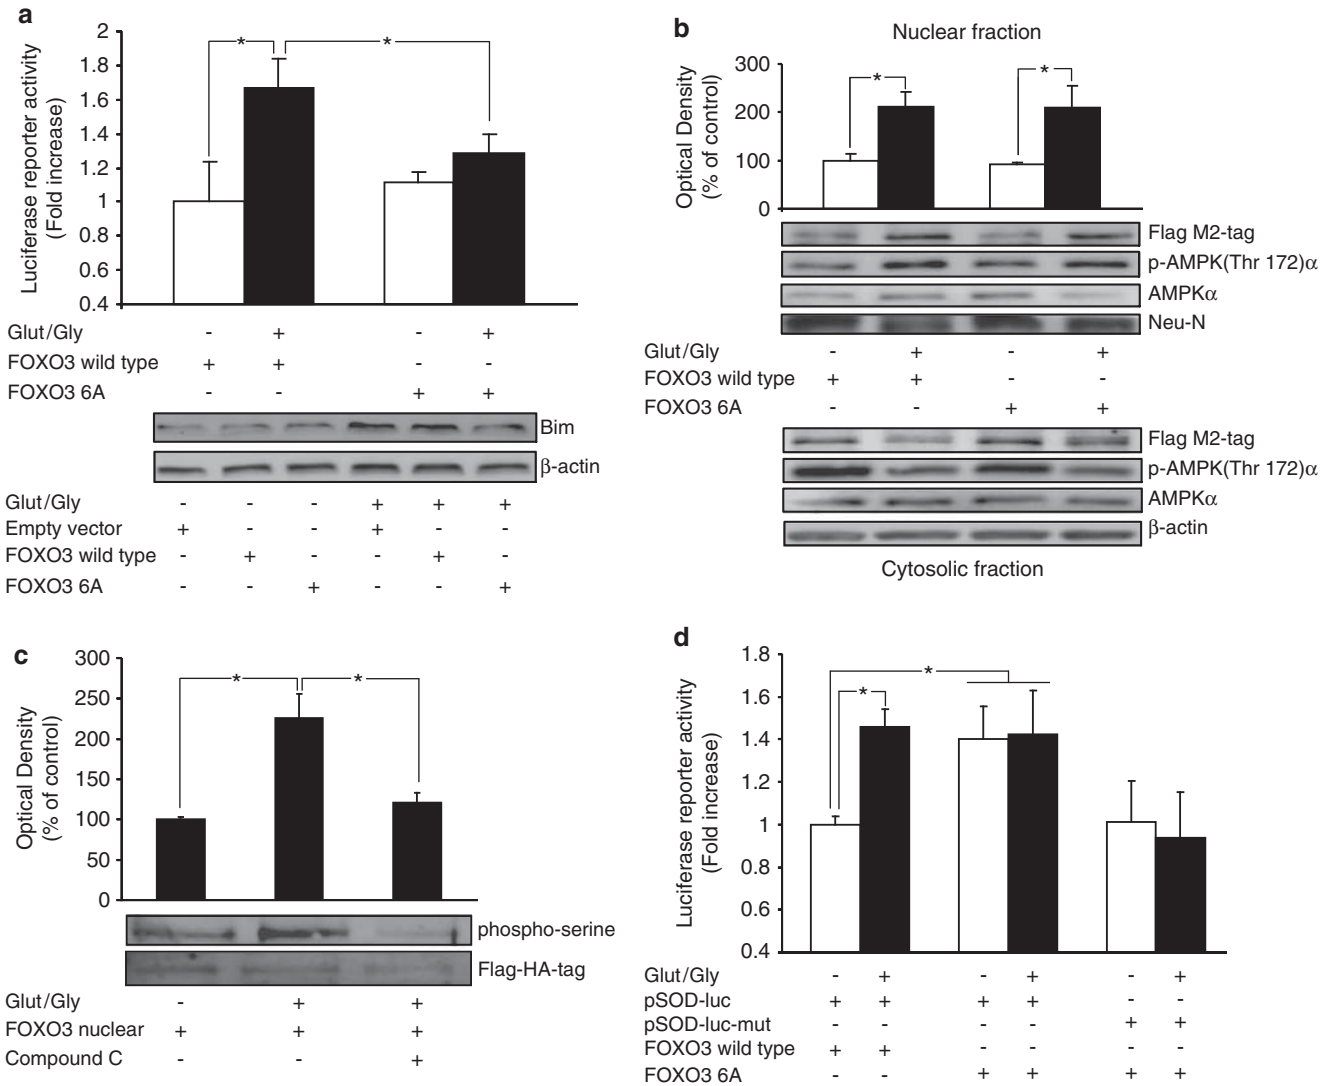 a
Luciferase reporter activity
(Fold increase)
2
1.8
1.6
1.4
1.2
1
0.8
0.6
0.4
* *
Glut/Gly - + - +
FOXO3 wild type + + - -
FOXO3 6A - - + +
Bim
β-actin
Glut/Gly - - - + + +
Empty vector + - - + - -
FOXO3 wild type - + - - + -
FOXO3 6A - - + - - +
b
Nuclear fraction
Optical Density
(% of control)
300
200
100
0
* *
Flag M2-tag
p-AMPK(Thr 172)α
AMPKα
Neu-N
Glut/Gly - + - +
FOXO3 wild type + + - -
FOXO3 6A - - + +
Flag M2-tag
p-AMPK(Thr 172)α
AMPKα
β-actin
Cytosolic fraction
c
Optical Density
(% of control)
300
250
200
150
100
50
0
* *
phospho-serine
Flag-HA-tag
Glut/Gly - + +
FOXO3 nuclear + + +
Compound C - - +
d
Luciferase reporter activity
(Fold increase)
1.8
1.6
1.4
1.2
1
0.8
0.6
0.4
*
*
Glut/Gly - + - + - +
pSOD-luc + + + + - -
pSOD-luc-mut - - - - + +
FOXO3 wild type + + - - - -
FOXO3 6A - - + + + +